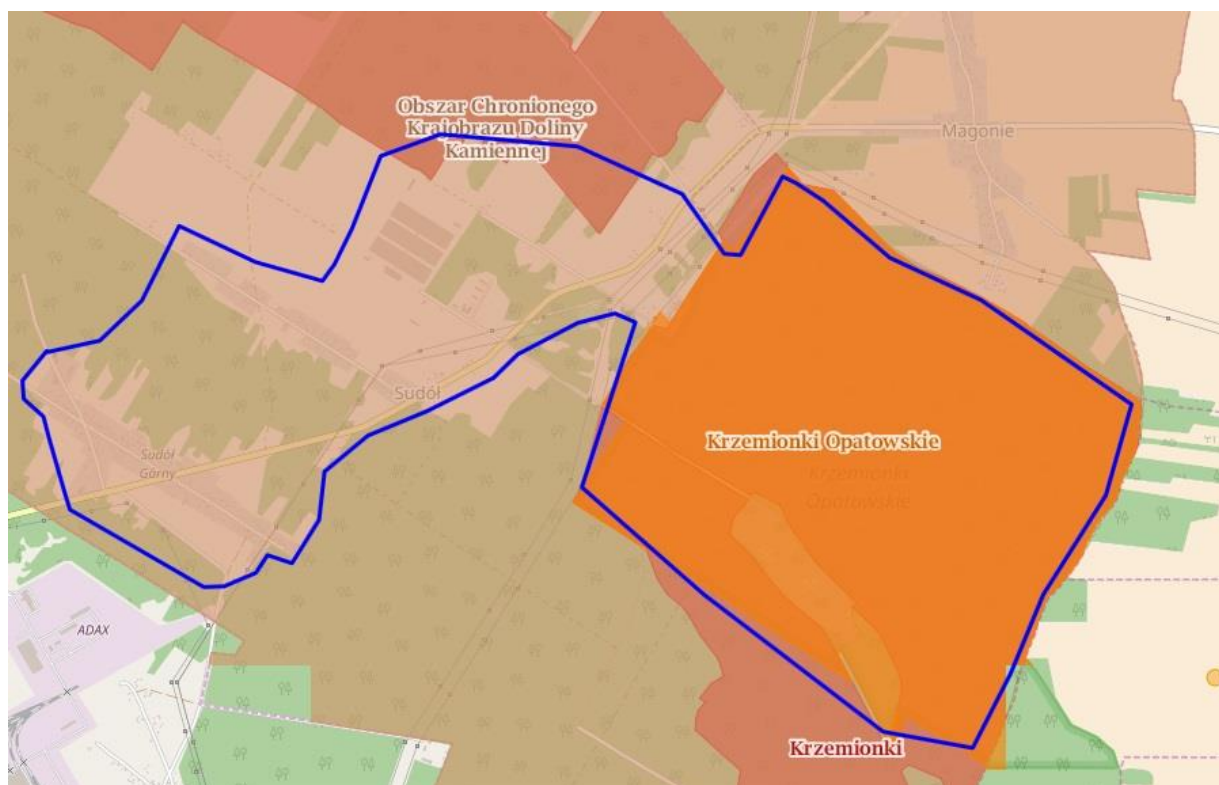 Obszar Chronionego
Krajobrazu Doliny
Kamiennej
Magonie
Krzemionki Opatowskie
Krzemionki
Opatowskie
Sudół
Sudół
Górny
ADAX
Krzemionki